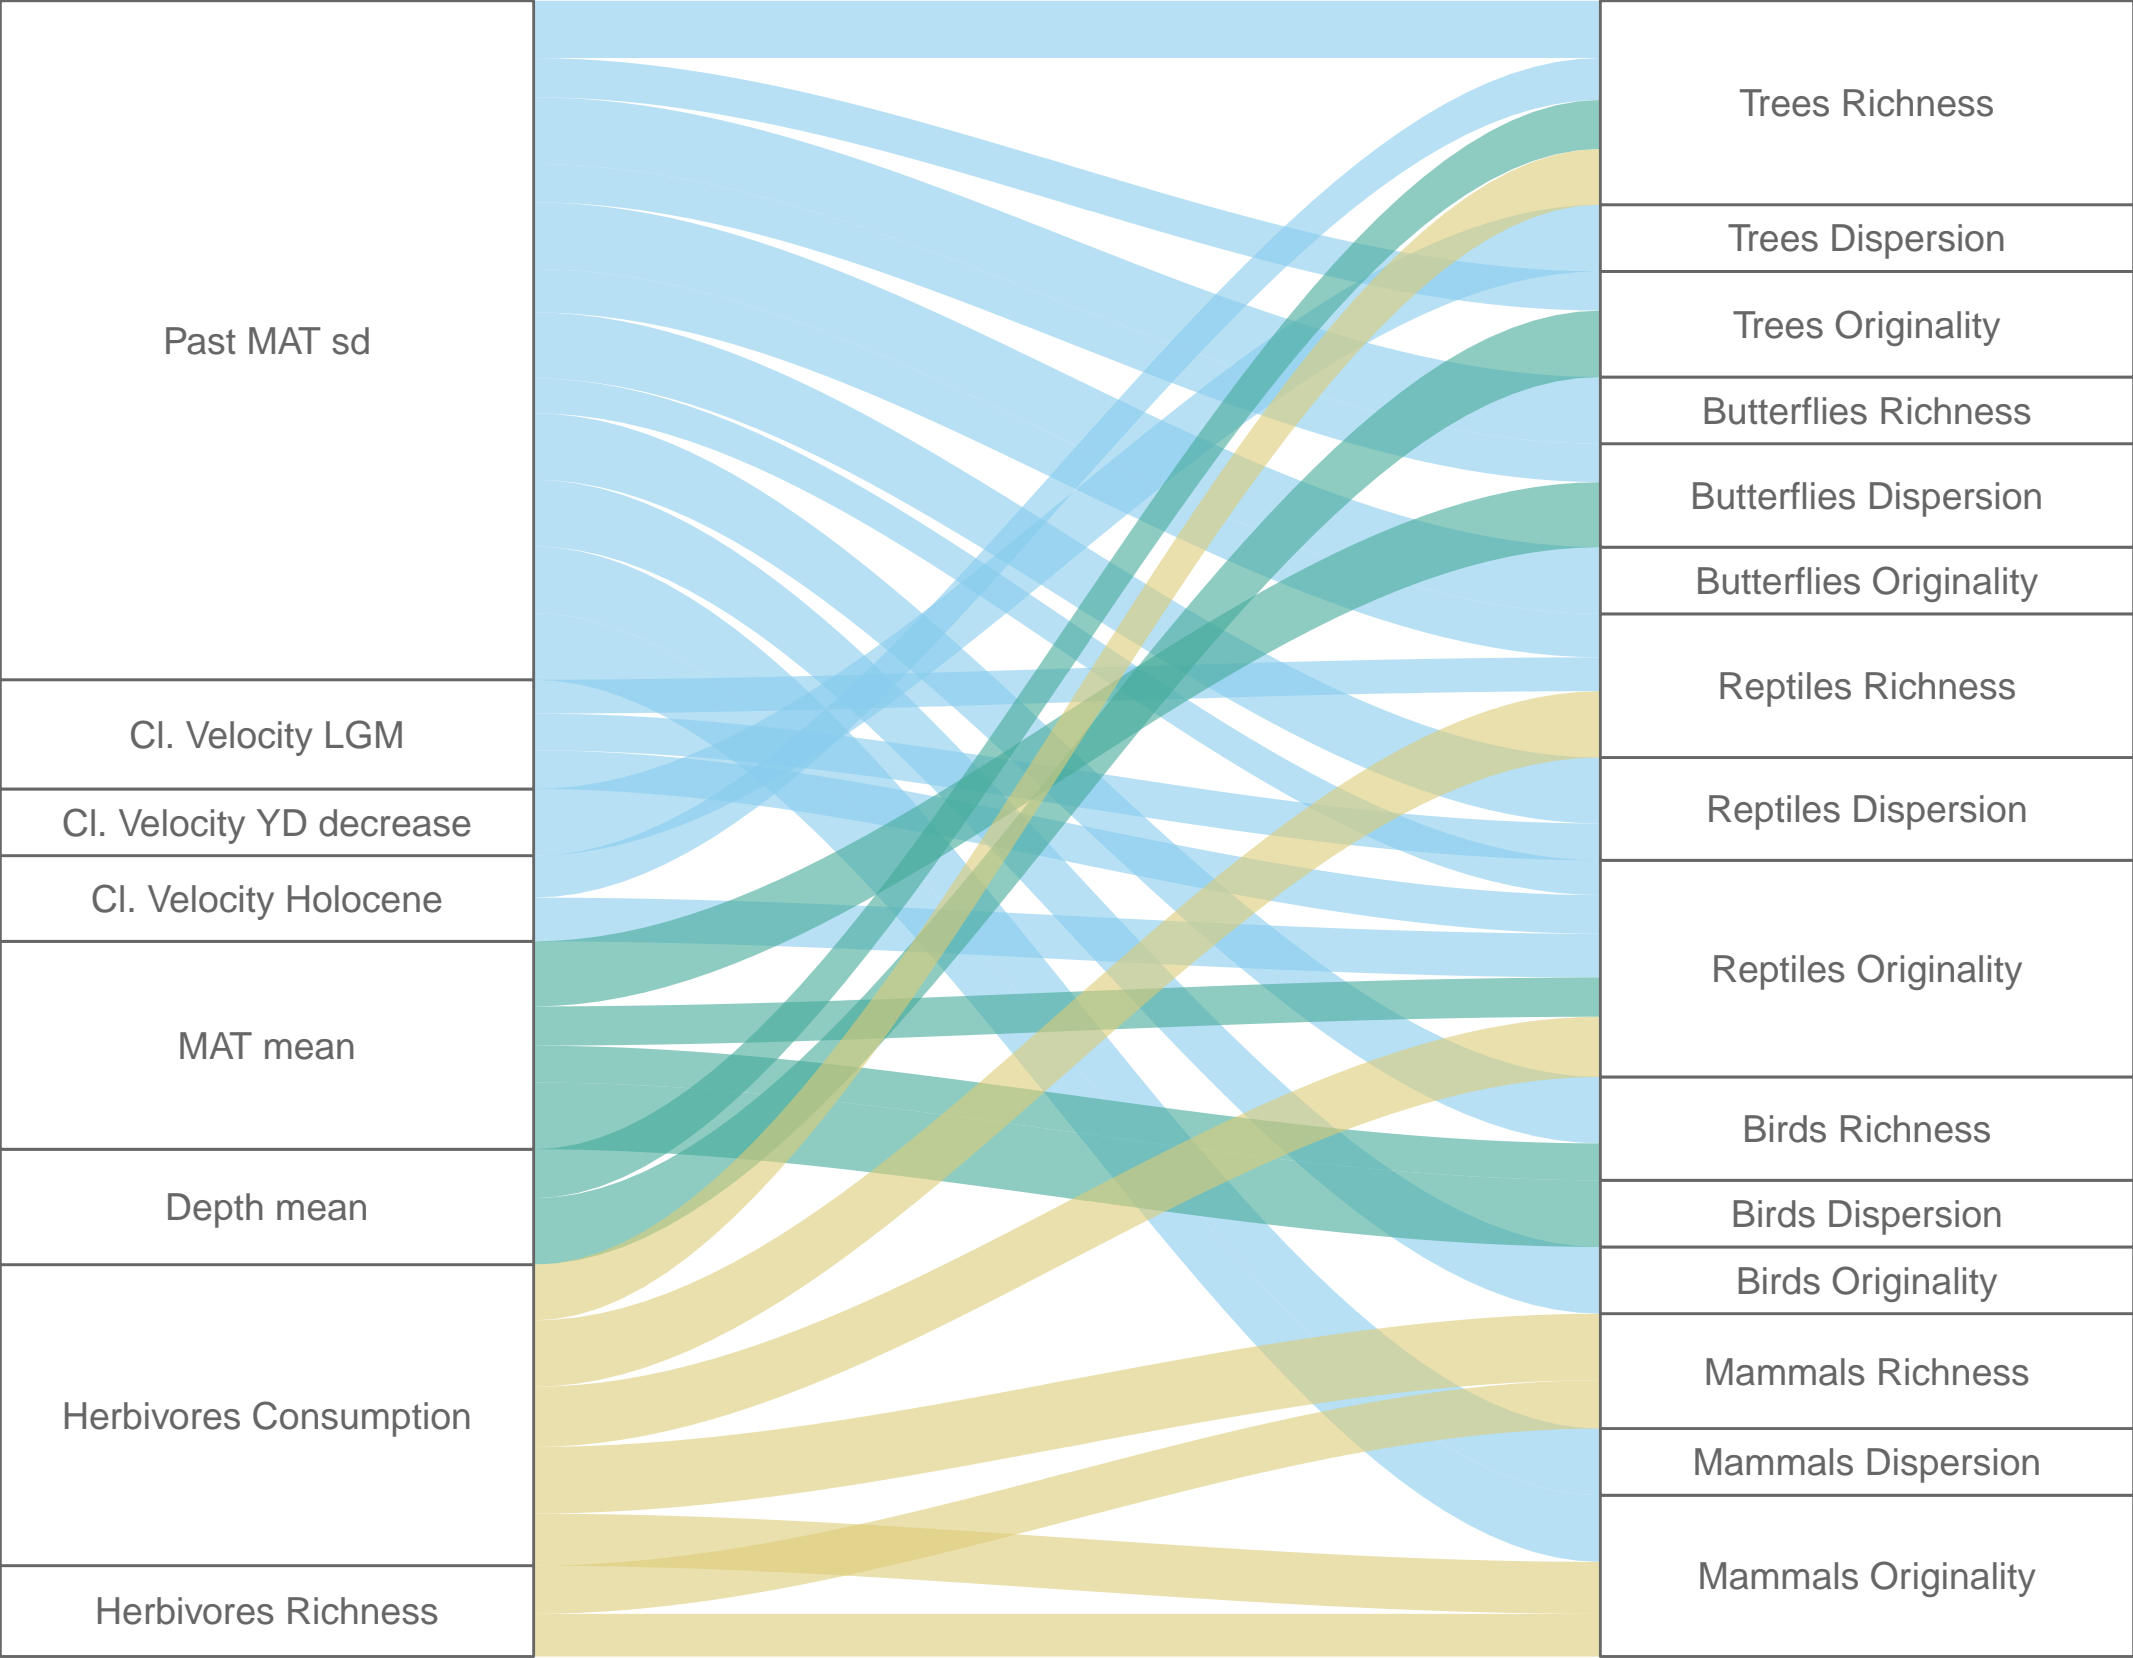 Past MAT sd
Cl. Velocity LGM
Cl. Velocity YD decrease
Cl. Velocity Holocene
MAT mean
Depth mean
Herbivores Consumption
Herbivores Richness
Trees Richness
Trees Dispersion
Trees Originality
Butterflies Richness
Butterflies Dispersion
Butterflies Originality
Reptiles Richness
Reptiles Dispersion
Reptiles Originality
Birds Richness
Birds Dispersion
Birds Originality
Mammals Richness
Mammals Dispersion
Mammals Originality